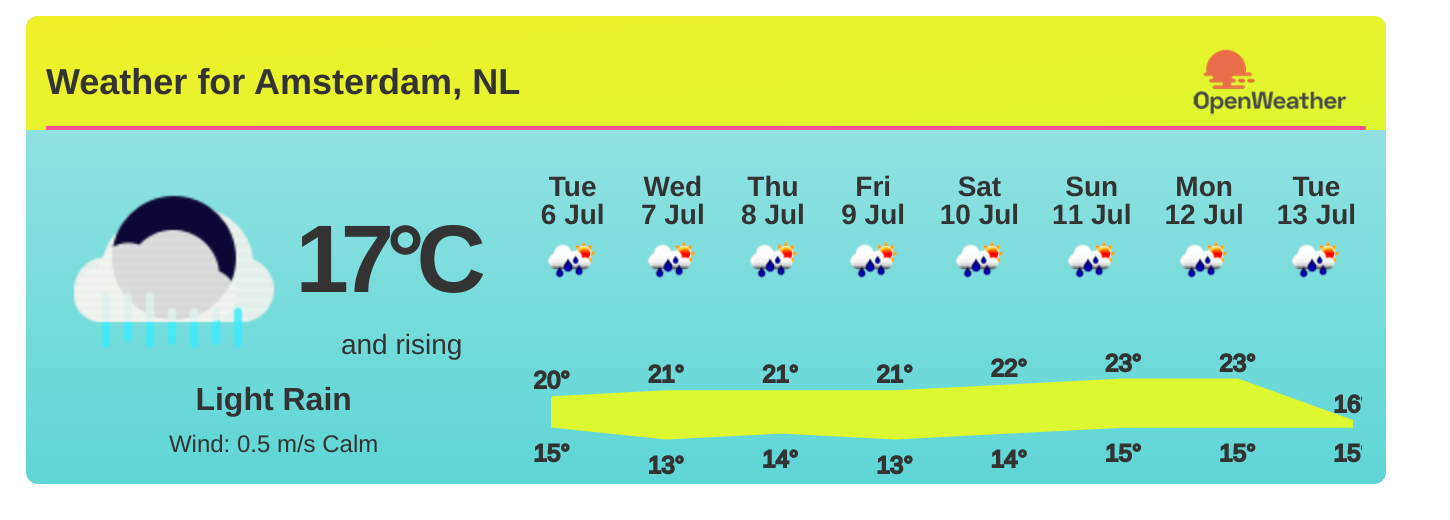 Weather for Amsterdam, NL
OpenWeather
17°C
and rising
Light Rain
Wind: 0.5 m/s Calm
Tue Wed Thu Fri Sat Sun Mon Tue
6 Jul 7 Jul 8 Jul 9 Jul 10 Jul 11 Jul 12 Jul 13 Jul
20° 21° 21° 21° 22° 23° 23° 16°
15° 13° 14° 13° 14° 15° 15° 15°